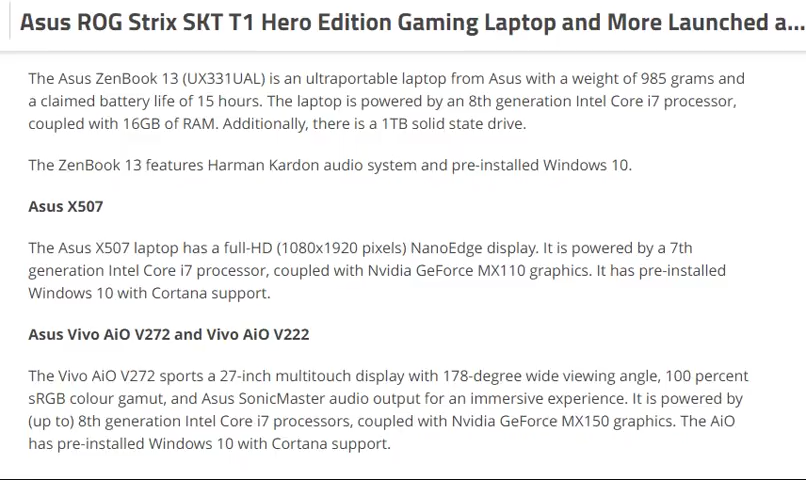 Asus ROG Strix SKT T1 Hero Edition Gaming Laptop and More Launched a...
The Asus ZenBook 13 (UX331UAL) is an ultraportable laptop from Asus with a weight of 985 grams and
a claimed battery life of 15 hours. The laptop is powered by an 8th generation Intel Core i7 processor,
coupled with 16GB of RAM. Additionally, there is a 1TB solid state drive.
The ZenBook 13 features Harman Kardon audio system and pre-installed Windows 10.
Asus X507
The Asus X507 laptop has a full-HD (1080x1920 pixels) NanoEdge display. It is powered by a 7th
generation Intel Core i7 processor, coupled with Nvidia GeForce MX110 graphics. It has pre-installed
Windows 10 with Cortana support.
Asus Vivo AiO V272 and Vivo AiO V222
The Vivo AiO V272 sports a 27-inch multitouch display with 178-degree wide viewing angle, 100 percent
sRGB colour gamut, and Asus SonicMaster audio output for an immersive experience. It is powered by
(up to) 8th generation Intel Core i7 processors, coupled with Nvidia GeForce MX150 graphics. The AiO
has pre-installed Windows 10 with Cortana support.